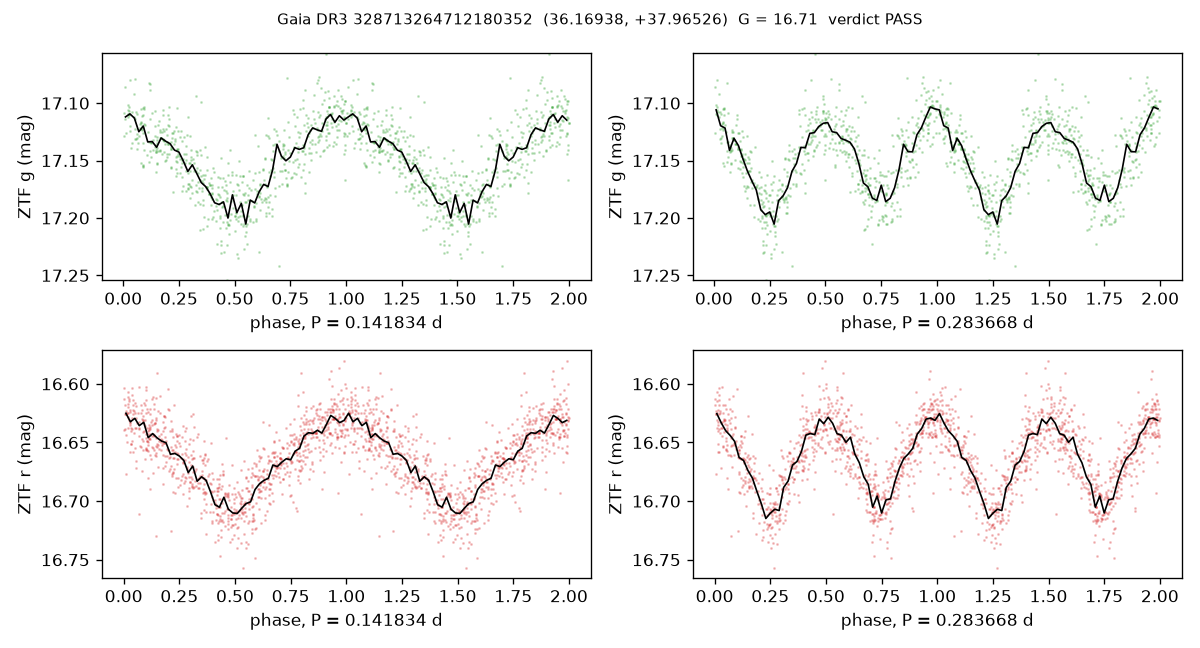 Gaia DR3 328713264712180352  (36.16938, +37.96526)  G = 16.71  verdict PASS
ZTF g (mag)
17.10
17.15
17.20
17.25
0.00 0.25 0.50 0.75 1.00 1.25 1.50 1.75 2.00
phase, P = 0.141834 d
ZTF g (mag)
17.10
17.15
17.20
17.25
0.00 0.25 0.50 0.75 1.00 1.25 1.50 1.75 2.00
phase, P = 0.283668 d
ZTF r (mag)
16.60
16.65
16.70
16.75
0.00 0.25 0.50 0.75 1.00 1.25 1.50 1.75 2.00
phase, P = 0.141834 d
ZTF r (mag)
16.60
16.65
16.70
16.75
0.00 0.25 0.50 0.75 1.00 1.25 1.50 1.75 2.00
phase, P = 0.283668 d